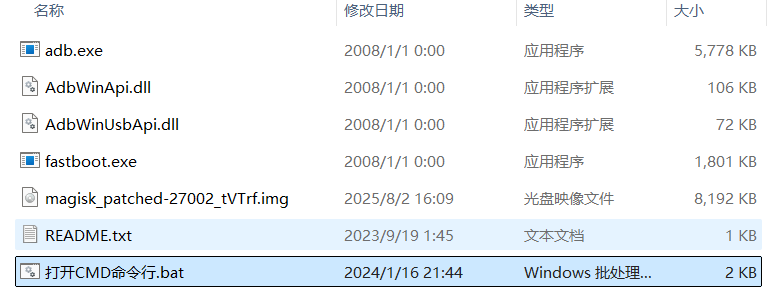 名称 修改日期 类型 大小
adb.exe 2008/1/1 0:00 应用程序 5,778 KB
AdbWinApi.dll 2008/1/1 0:00 应用程序扩展 106 KB
AdbWinUsbApi.dll 2008/1/1 0:00 应用程序扩展 72 KB
fastboot.exe 2008/1/1 0:00 应用程序 1,801 KB
magisk_patched-27002_tVTrf.img 2025/8/2 16:09 光盘映像文件 8,192 KB
README.txt 2023/9/19 1:45 文本文档 1 KB
打开CMD命令行.bat 2024/1/16 21:44 Windows 批处理... 2 KB